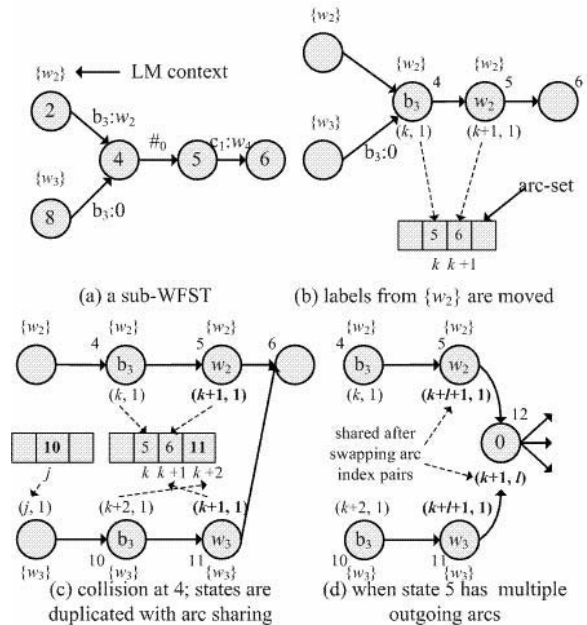 {w₂} LM context
2
b₃:w₂
#₀ c₁:w₄
4 5 6
{w₃}
8
b₃:0
(a) a sub-WFST
{w₂}
{w₂} {w₂}
4 5 6
b₃ w₂
{w₃} (k, 1) (k+1, 1)
b₃:0
arc-set
5 6
k k +1
(b) labels from {w₂} are moved
{w₂} {w₂} {w₂}
4 5 6
b₃ w₂
(k, 1) (k+1, 1)
10 5 6 11
j k k +1 k +2
(j, 1) (k+2, 1) (k+1, 1)
b₃ w₃
10 11
{w₃} {w₃} {w₃}
(c) collision at 4; states are
duplicated with arc sharing
{w₂} {w₂}
4 5
b₃ w₂
(k, 1) (k+l+1, 1)
12
shared after
swapping arc
index pairs
0
(k+1, l)
(k+2, 1) (k+l+1, 1)
b₃ w₃
10 11
{w₃} {w₃}
(d) when state 5 has multiple
outgoing arcs